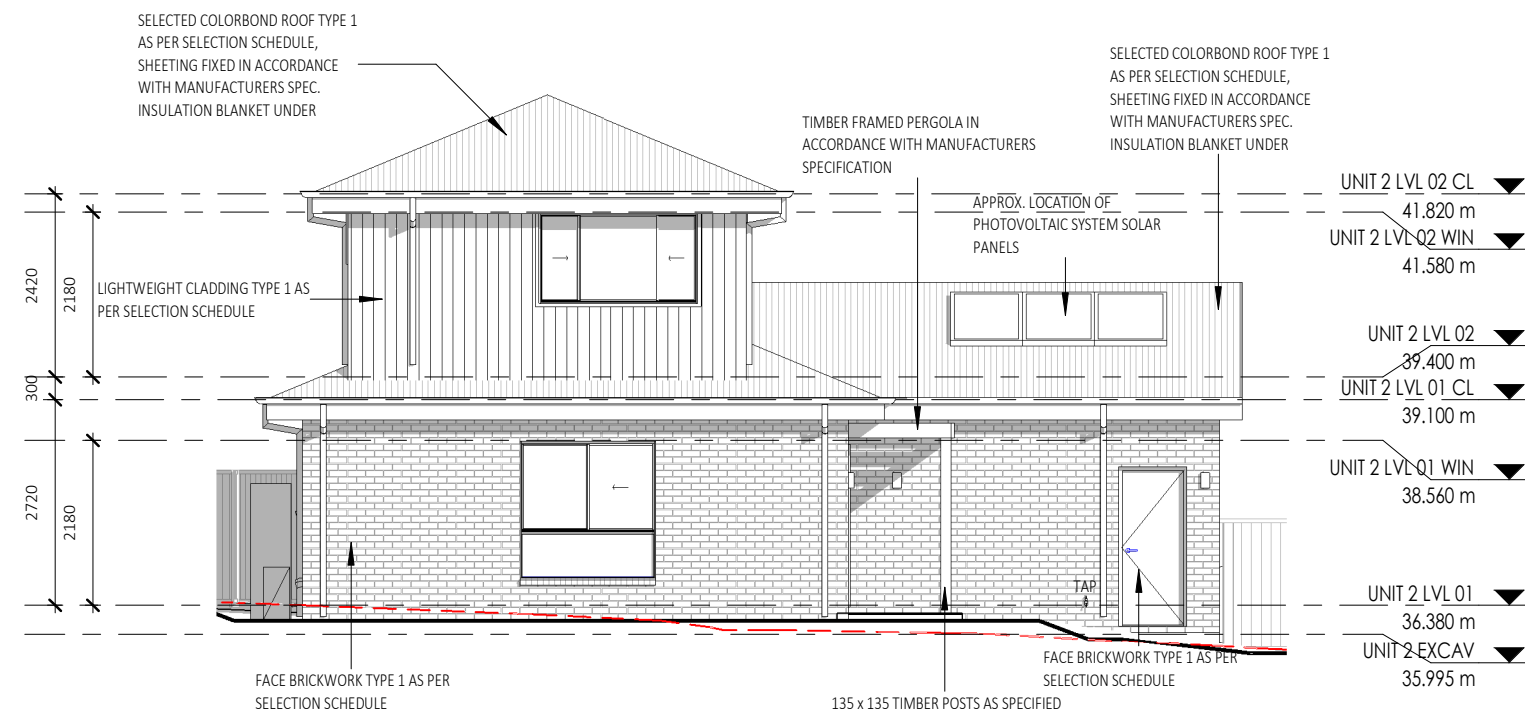 SELECTED COLORBOND ROOF TYPE 1
AS PER SELECTION SCHEDULE,
SHEETING FIXED IN ACCORDANCE
WITH MANUFACTURERS SPEC.
INSULATION BLANKET UNDER
SELECTED COLORBOND ROOF TYPE 1
AS PER SELECTION SCHEDULE,
SHEETING FIXED IN ACCORDANCE
WITH MANUFACTURERS SPEC.
INSULATION BLANKET UNDER
TIMBER FRAMED PERGOLA IN
ACCORDANCE WITH MANUFACTURERS
SPECIFICATION
APPROX. LOCATION OF
PHOTOVOLTAIC SYSTEM SOLAR
PANELS
UNIT 2 LVL 02 CL
41.820 m
UNIT 2 LVL 02 WIN
41.580 m
2420
2180
LIGHTWEIGHT CLADDING TYPE 1 AS
PER SELECTION SCHEDULE
UNIT 2 LVL 02
39.400 m
300
UNIT 2 LVL 01 CL
39.100 m
UNIT 2 LVL 01 WIN
38.560 m
2720
2180
TAP
UNIT 2 LVL 01
36.380 m
UNIT 2 EXCAV
35.995 m
FACE BRICKWORK TYPE 1 AS PER
SELECTION SCHEDULE
FACE BRICKWORK TYPE 1 AS PER
SELECTION SCHEDULE
135 x 135 TIMBER POSTS AS SPECIFIED